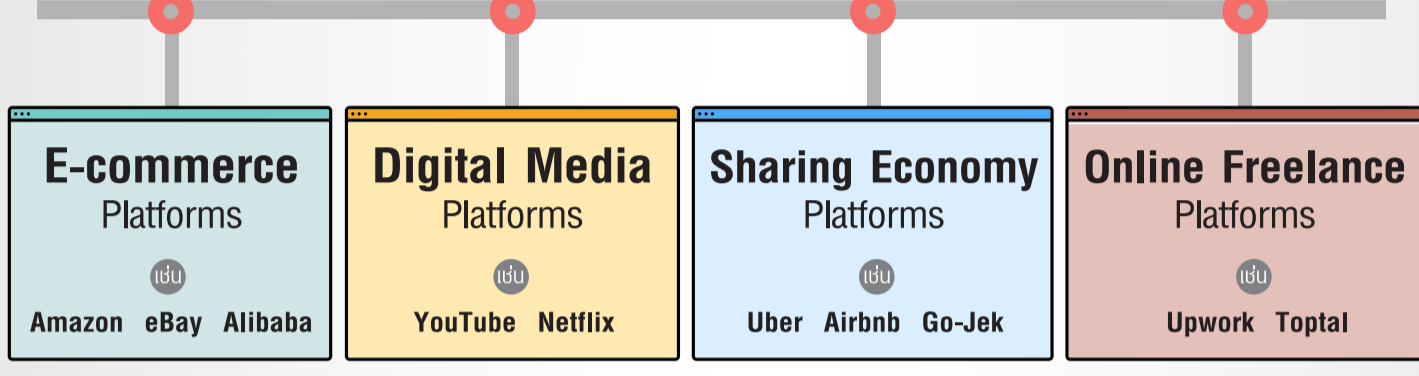 E-commerce
Platforms
เช่น
Amazon eBay Alibaba
Digital Media
Platforms
เช่น
YouTube Netflix
Sharing Economy
Platforms
เช่น
Uber Airbnb Go-Jek
Online Freelance
Platforms
เช่น
Upwork Toptal